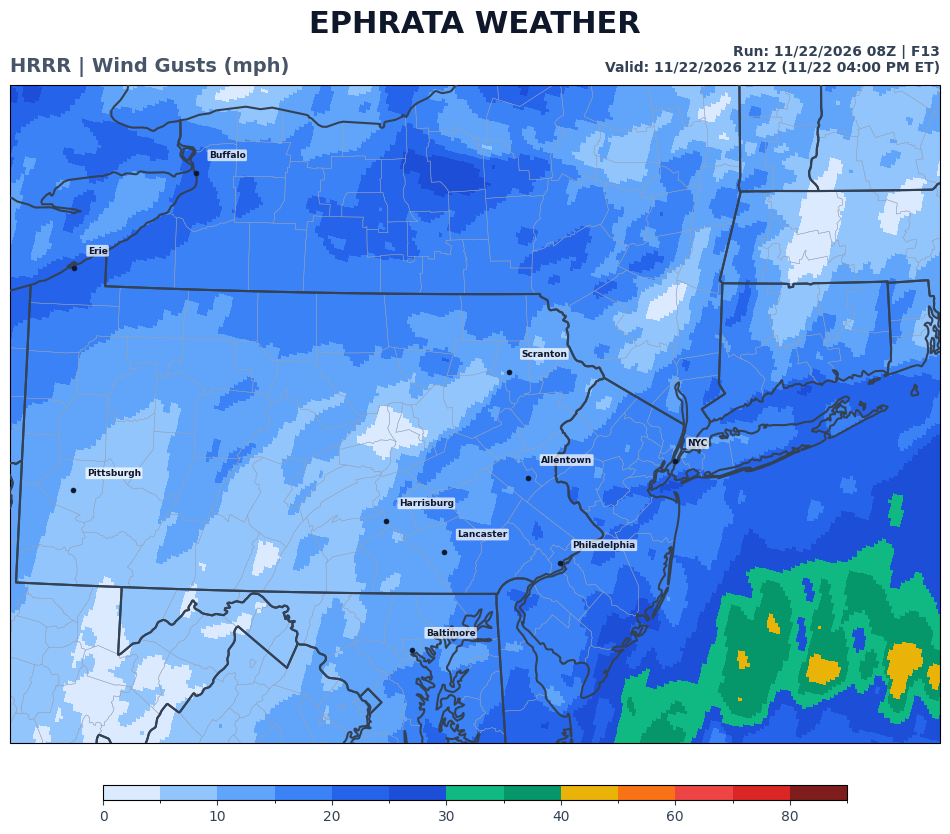 EPHRATA WEATHER
HRRR | Wind Gusts (mph)
Run: 11/22/2026 08Z | F13
Valid: 11/22/2026 21Z (11/22 04:00 PM ET)
Buffalo
Erie
Scranton
NYC
Allentown
Pittsburgh
Harrisburg
Lancaster
Philadelphia
Baltimore
0 10 20 30 40 60 80